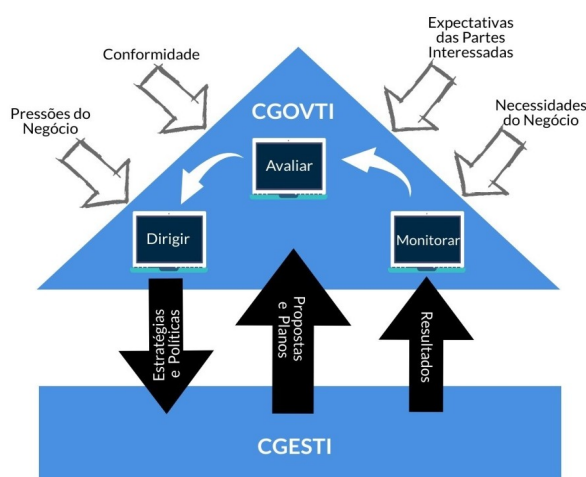 Expectativas
das Partes
Interessadas
Conformidade
Pressões do
Negócio
Necessidades
do Negócio
CGOVTI
Avaliar
Dirigir
Monitorar
Estratégias
e Políticas
Propostas
e Planos
Resultados
CGESTI